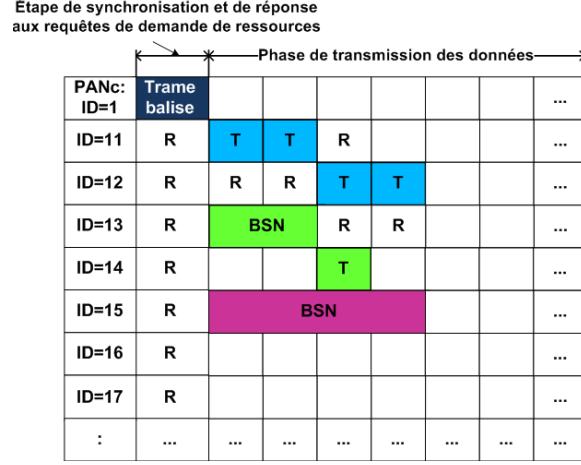 Étape de synchronisation et de réponse
aux requêtes de demande de ressources
Phase de transmission des données
PANc: ID=1 Trame balise ...
ID=11 R T T R ...
ID=12 R R R T T ...
ID=13 R BSN R R ...
ID=14 R T ...
ID=15 R BSN ...
ID=16 R ...
ID=17 R ...
: ... ... ... ... ... ... ... ...